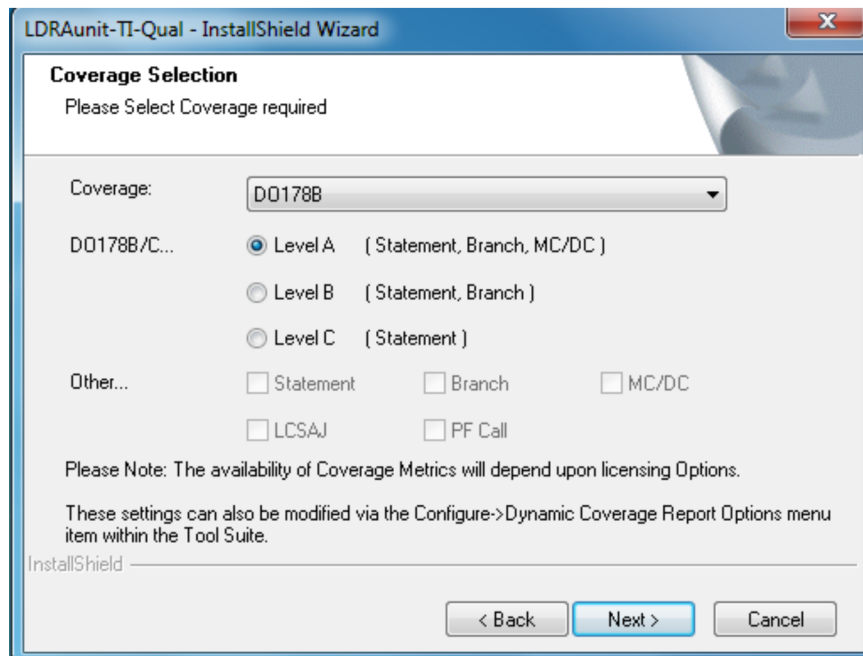 LDRAunit-TI-Qual - InstallShield Wizard
Coverage Selection
Please Select Coverage required
Coverage: DO178B
DO178B/C... Level A ( Statement, Branch, MC/DC )
Level B ( Statement, Branch )
Level C ( Statement )
Other... Statement Branch MC/DC
LCSAJ PF Call
Please Note: The availability of Coverage Metrics will depend upon licensing Options.
These settings can also be modified via the Configure->Dynamic Coverage Report Options menu
item within the Tool Suite.
InstallShield
< Back Next > Cancel